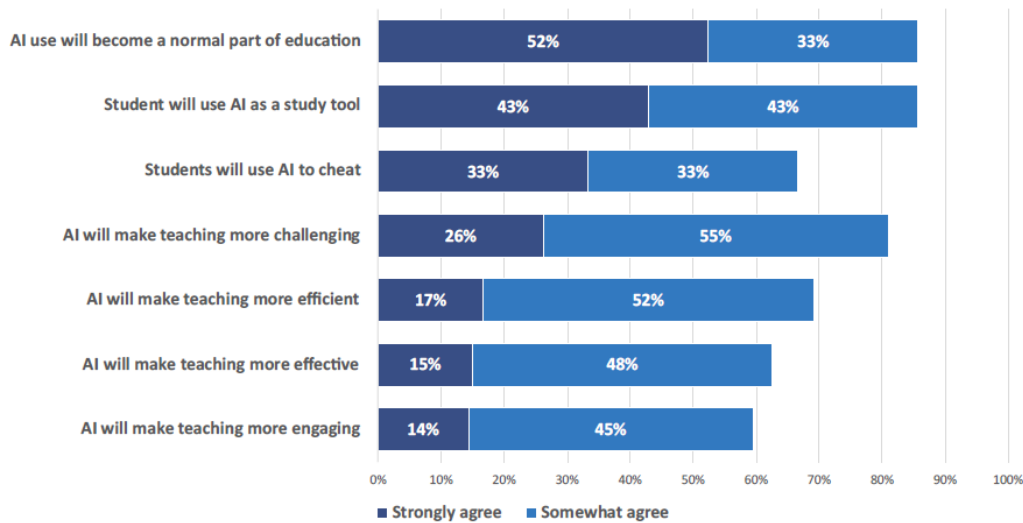 AI use will become a normal part of education 52% 33%
Student will use AI as a study tool 43% 43%
Students will use AI to cheat 33% 33%
AI will make teaching more challenging 26% 55%
AI will make teaching more efficient 17% 52%
AI will make teaching more effective 15% 48%
AI will make teaching more engaging 14% 45%
0% 10% 20% 30% 40% 50% 60% 70% 80% 90% 100%
Strongly agree Somewhat agree